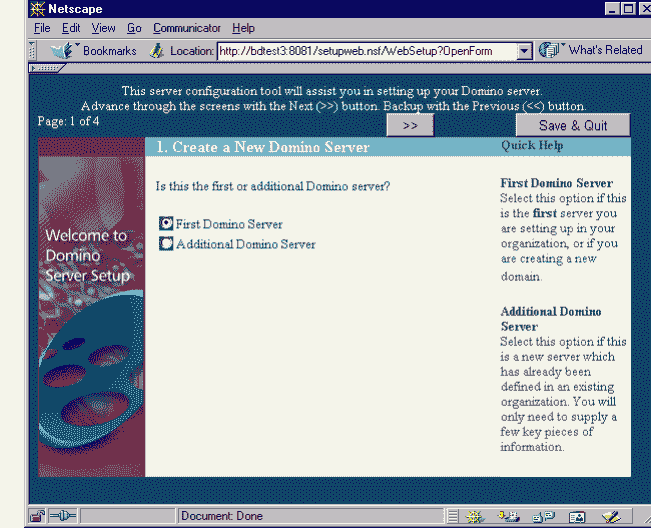 Netscape
File Edit View Go Communicator Help
Bookmarks Location: http://bdtest3:8081/setupweb.nsf/WebSetup?OpenForm What's Related
This server configuration tool will assist you in setting up your Domino server.
Advance through the screens with the Next (>>) button. Backup with the Previous (<<) button.
Page: 1 of 4
>> Save & Quit
1. Create a New Domino Server
Is this the first or additional Domino server?
First Domino Server
Additional Domino Server
Welcome to
Domino
Server Setup
Quick Help
First Domino Server
Select this option if this
is the first server you
are setting up in your
organization, or if you
are creating a new
domain.
Additional Domino
Server
Select this option if this
is a new server which
has already been
defined in an existing
organization. You will
only need to supply a
few key pieces of
information.
Document: Done